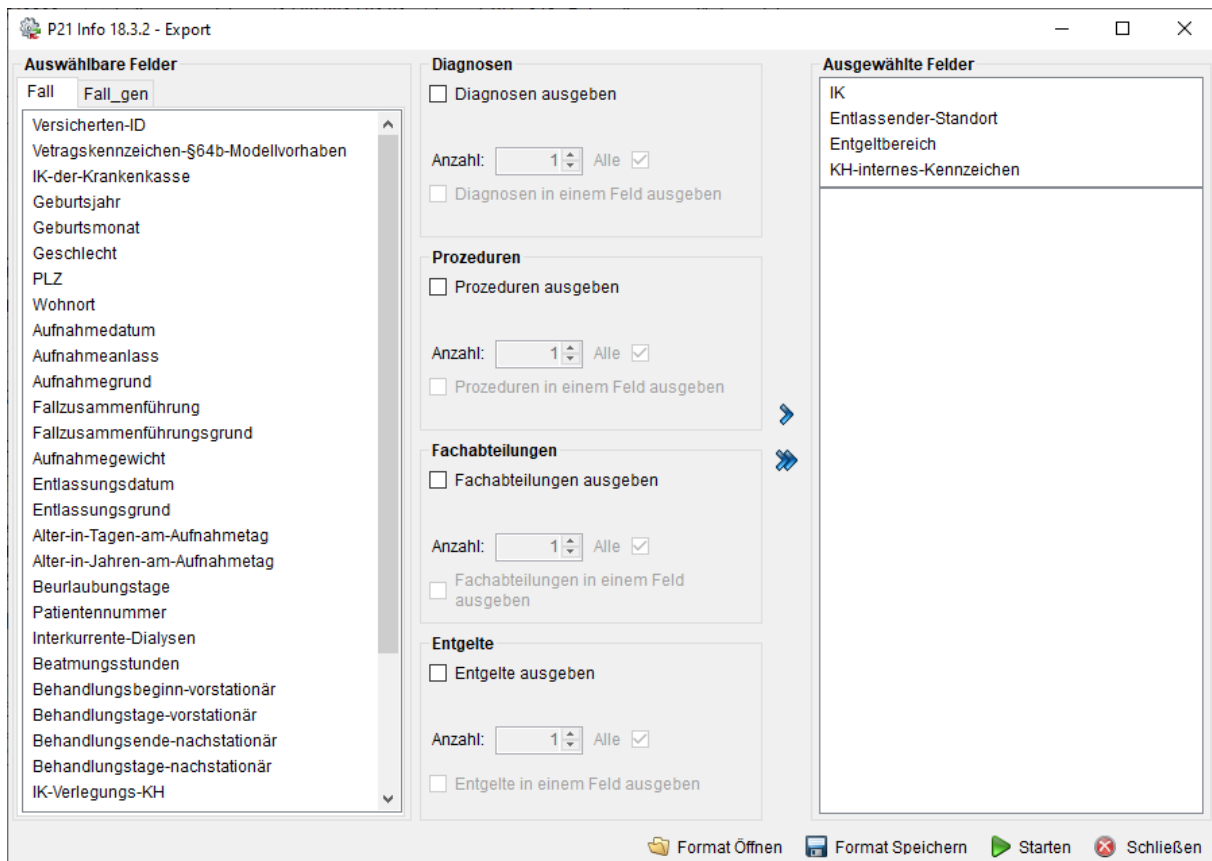 P21 Info 18.3.2 - Export
Auswählbare Felder
Fall
Fall_gen
Versicherten-ID
Vetragskennzeichen-§64b-Modellvorhaben
IK-der-Krankenkasse
Geburtsjahr
Geburtsmonat
Geschlecht
PLZ
Wohnort
Aufnahmedatum
Aufnahmeanlass
Aufnahmegrund
Fallzusammenführung
Fallzusammenführungsgrund
Aufnahmegewicht
Entlassungsdatum
Entlassungsgrund
Alter-in-Tagen-am-Aufnahmetag
Alter-in-Jahren-am-Aufnahmetag
Beurlaubungstage
Patientennummer
Interkurrente-Dialysen
Beatmungsstunden
Behandlungsbeginn-vorstationär
Behandlungstage-vorstationär
Behandlungsende-nachstationär
Behandlungstage-nachstationär
IK-Verlegungs-KH
Diagnosen
Diagnosen ausgeben
Anzahl: 1 Alle
Diagnosen in einem Feld ausgeben
Prozeduren
Prozeduren ausgeben
Anzahl: 1 Alle
Prozeduren in einem Feld ausgeben
Fachabteilungen
Fachabteilungen ausgeben
Anzahl: 1 Alle
Fachabteilungen in einem Feld
ausgeben
Entgelte
Entgelte ausgeben
Anzahl: 1 Alle
Entgelte in einem Feld ausgeben
Ausgewählte Felder
IK
Entlassender-Standort
Entgeltbereich
KH-internes-Kennzeichen
Format Öffnen Format Speichern Starten Schließen